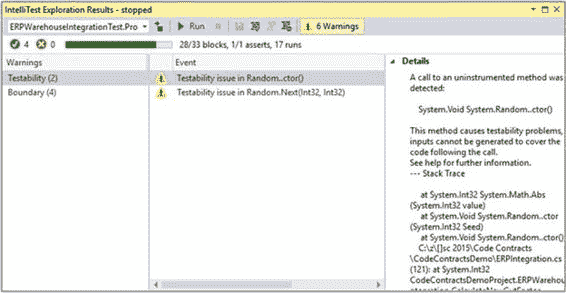 IntelliTest Exploration Results - stopped
ERPWarehouseIntegrationTest.Pro
Run
6 Warnings
4 0 28/33 blocks, 1/1 asserts, 17 runs
Warnings
Event
Testability (2)
Boundary (4)
Testability issue in Random..ctor()
Testability issue in Random.Next(Int32, Int32)
Details
A call to an uninstrumented method was
detected:
System.Void System.Random..ctor()
This method causes testability problems,
inputs cannot be generated to cover the
code following the call.
See help for further information.
--- Stack Trace
at System.Int32 System.Math.Abs
(System.Int32 value)
at System.Void System.Random..ctor
(System.Int32 Seed)
at System.Void System.Random..ctor()
C:\z\[]sc 2015\Code Contracts
\CodeContractsDemo\ERPIntegration.cs
(121): at System.Int32
CodeContractsDemoProject.ERPWareho